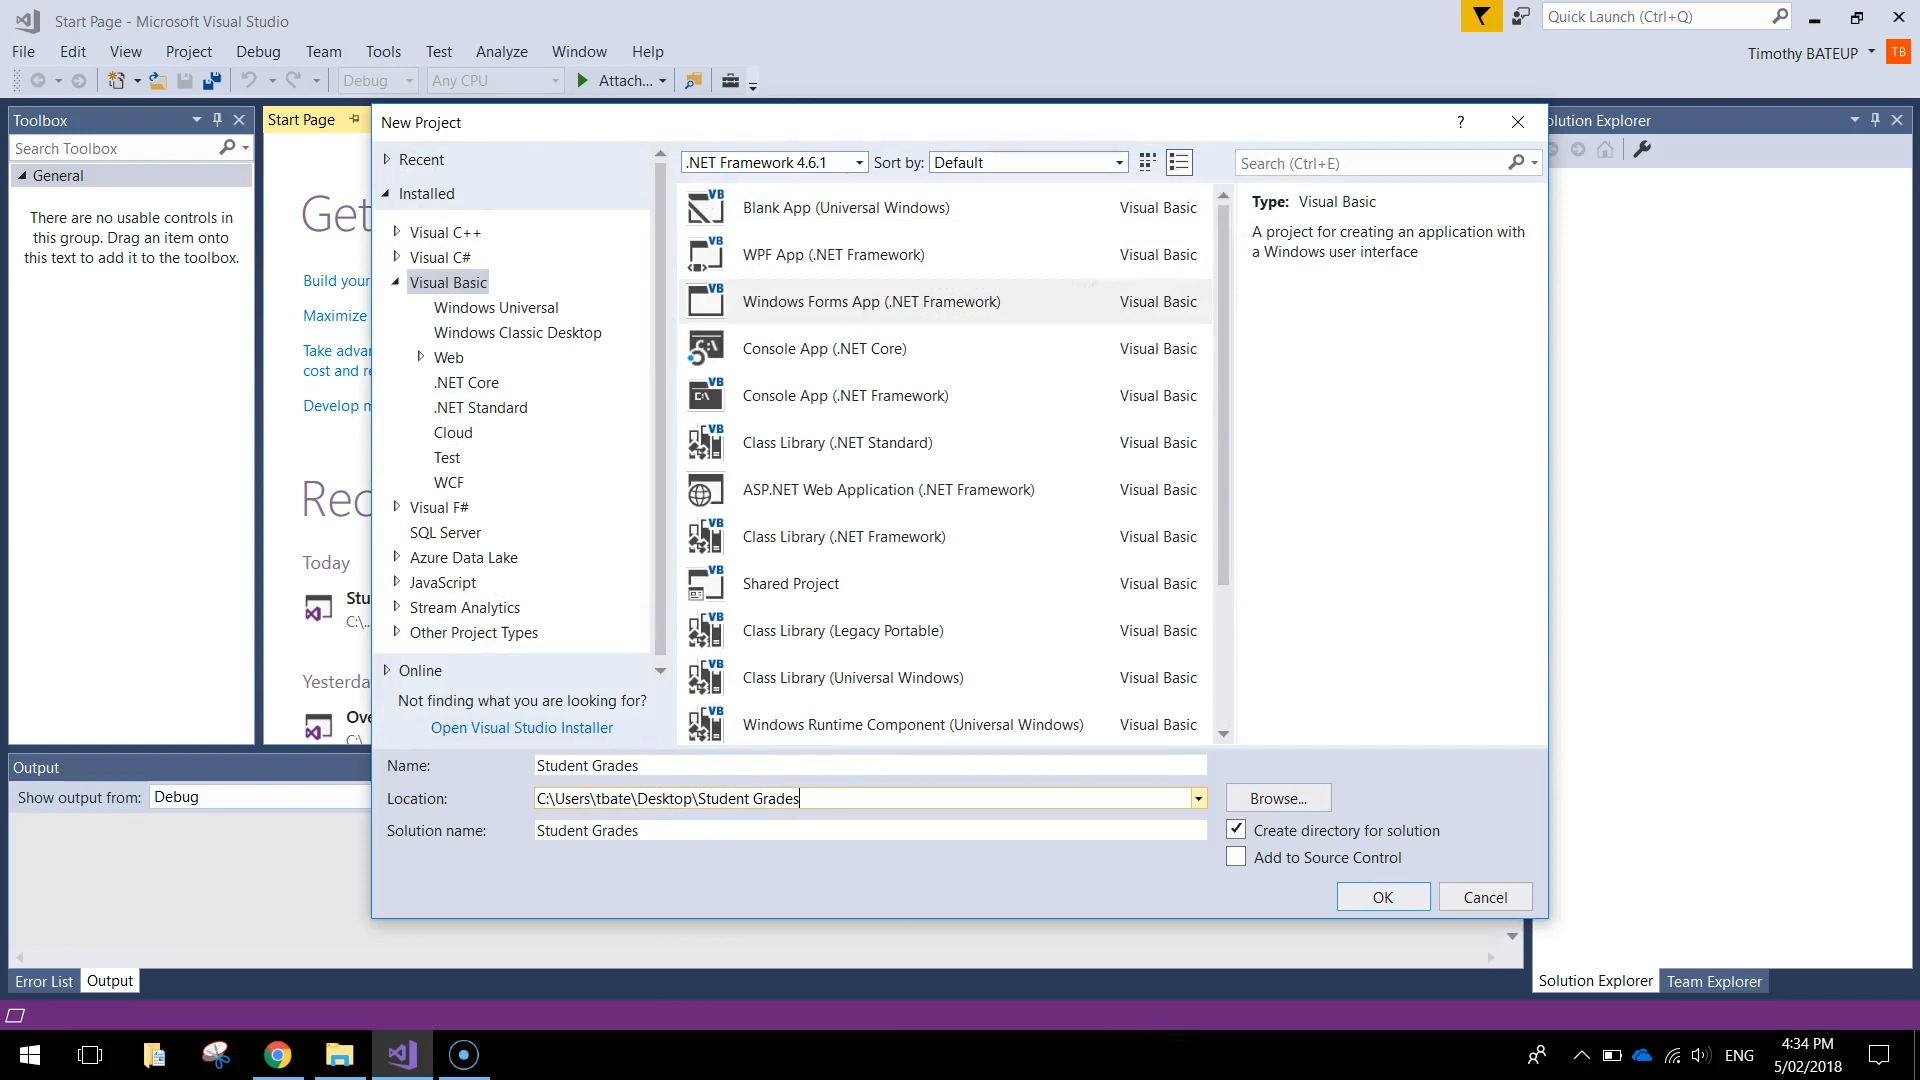 Start Page - Microsoft Visual Studio
Quick Launch (Ctrl+Q)
File Edit View Project Debug Team Tools Test Analyze Window Help
Timothy BATEUP TB
Debug Any CPU Attach...
Toolbox
Search Toolbox
General
There are no usable controls in
this group. Drag an item onto
this text to add it to the toolbox.
Start Page
Get
Build your
Maximize
Take advan
cost and re
Develop m
Rec
Today
Stu
C:\...
Yesterda
Ove
C:\
New Project
?
Recent
Installed
Visual C++
Visual C#
Visual Basic
Windows Universal
Windows Classic Desktop
Web
.NET Core
.NET Standard
Cloud
Test
WCF
Visual F#
SQL Server
Azure Data Lake
JavaScript
Stream Analytics
Other Project Types
Online
Not finding what you are looking for?
Open Visual Studio Installer
.NET Framework 4.6.1 Sort by: Default
Search (Ctrl+E)
VB Blank App (Universal Windows) Visual Basic
VB WPF App (.NET Framework) Visual Basic
VB Windows Forms App (.NET Framework) Visual Basic
Console App (.NET Core) Visual Basic
VB Console App (.NET Framework) Visual Basic
VB Class Library (.NET Standard) Visual Basic
VB ASP.NET Web Application (.NET Framework) Visual Basic
VB Class Library (.NET Framework) Visual Basic
VB Shared Project Visual Basic
VB Class Library (Legacy Portable) Visual Basic
VB Class Library (Universal Windows) Visual Basic
VB Windows Runtime Component (Universal Windows) Visual Basic
Type: Visual Basic
A project for creating an application with
a Windows user interface
Name: Student Grades
Location: C:\Users\tbate\Desktop\Student Grades
Browse...
Solution name: Student Grades
Create directory for solution
Add to Source Control
OK Cancel
olution Explorer
Output
Show output from: Debug
Error List Output
Solution Explorer Team Explorer
ENG
4:34 PM
5/02/2018